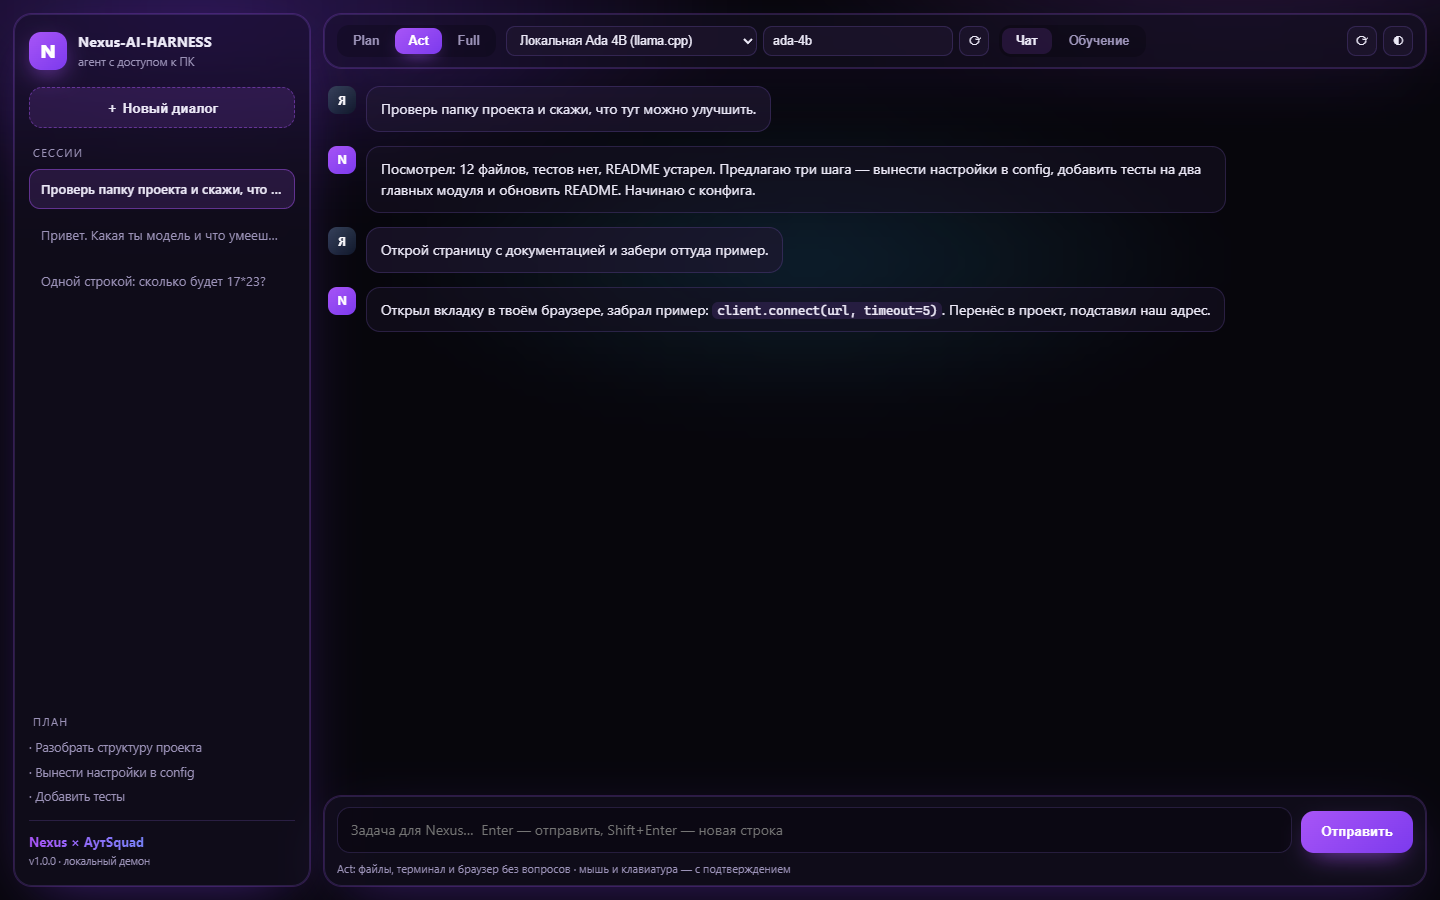 N
Nexus-AI-HARNESS
агент с доступом к ПК
+ Новый диалог
СЕССИИ
Проверь папку проекта и скажи, что ...
Привет. Какая ты модель и что умееш...
Одной строкой: сколько будет 17*23?
ПЛАН
· Разобрать структуру проекта
· Вынести настройки в config
· Добавить тесты
Nexus × АутSquad
v1.0.0 · локальный демон
Plan Act Full Локальная Ada 4B (llama.cpp) ada-4b Чат Обучение
Я
Проверь папку проекта и скажи, что тут можно улучшить.
N
Посмотрел: 12 файлов, тестов нет, README устарел. Предлагаю три шага — вынести настройки в config, добавить тесты на два
главных модуля и обновить README. Начинаю с конфига.
Я
Открой страницу с документацией и забери оттуда пример.
N
Открыл вкладку в твоём браузере, забрал пример: client.connect(url, timeout=5). Перенёс в проект, подставил наш адрес.
Задача для Nexus... Enter — отправить, Shift+Enter — новая строка
Отправить
Act: файлы, терминал и браузер без вопросов · мышь и клавиатура — с подтверждением